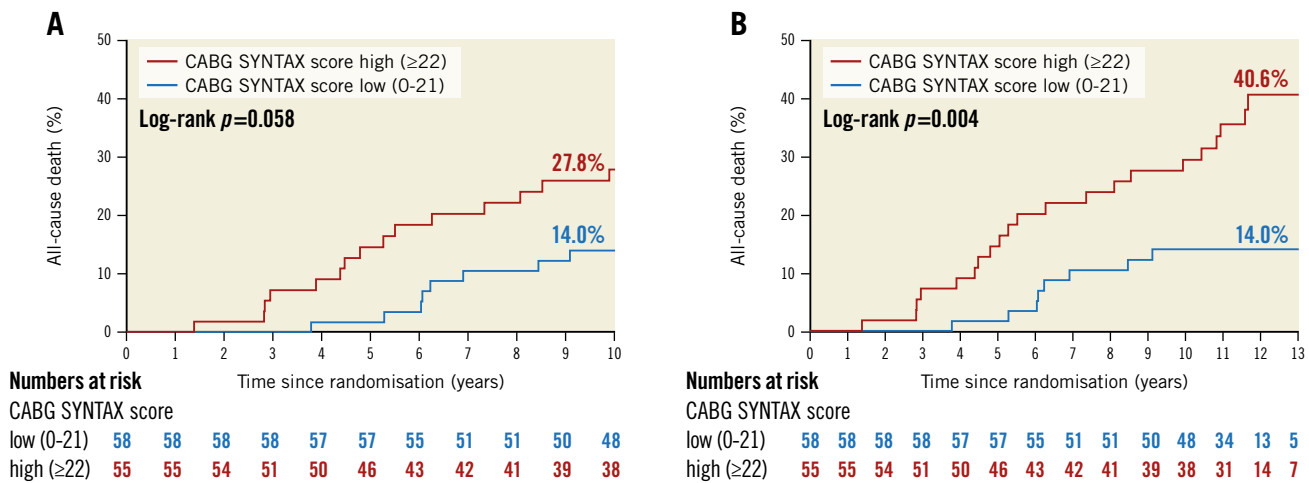 A
50
40
30
20
10
0
All-cause death (%)
CABG SYNTAX score high (≥22)
CABG SYNTAX score low (0-21)
Log-rank p=0.058
27.8%
14.0%
0 1 2 3 4 5 6 7 8 9 10
Time since randomisation (years)
Numbers at risk
CABG SYNTAX score
low (0-21) 58 58 58 58 57 57 55 51 51 50 48
high (≥22) 55 55 54 51 50 46 43 42 41 39 38
B
50
40
30
20
10
0
All-cause death (%)
CABG SYNTAX score high (≥22)
CABG SYNTAX score low (0-21)
Log-rank p=0.004
40.6%
14.0%
0 1 2 3 4 5 6 7 8 9 10 11 12 13
Time since randomisation (years)
Numbers at risk
CABG SYNTAX score
low (0-21) 58 58 58 58 57 57 55 51 51 50 48 34 13 5
high (≥22) 55 55 54 51 50 46 43 42 41 39 38 31 14 7